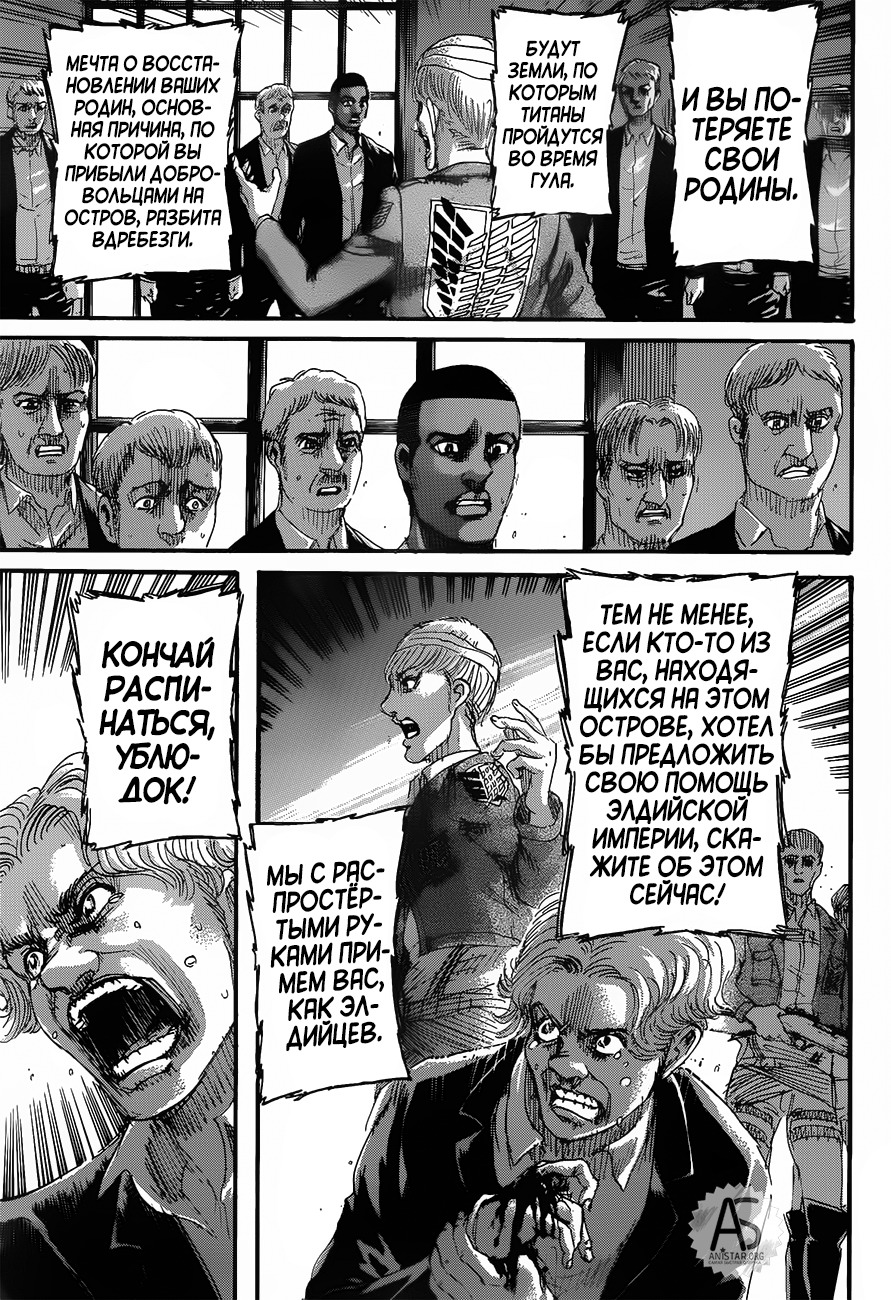 И ВЫ ПО-
ТЕРЯЕТЕ
СВОИ
РОДИНЫ.
БУДУТ
ЗЕМЛИ, ПО
КОТОРЫМ
ТИТАНЫ
ПРОЙДУТСЯ
ВО ВРЕМЯ
ГУЛА.
МЕЧТА О ВОССТА-
НОВЛЕНИИ ВАШИХ
РОДИН, ОСНОВ-
НАЯ ПРИЧИНА, ПО
КОТОРОЙ ВЫ
ПРИБЫЛИ ДОБРО-
ВОЛЬЦАМИ НА
ОСТРОВ, РАЗБИТА
ВДРЕБЕЗГИ.
ТЕМ НЕ МЕНЕЕ,
ЕСЛИ КТО-ТО ИЗ
ВАС, НАХОДЯ-
ЩИХСЯ НА ЭТОМ
ОСТРОВЕ, ХОТЕЛ
БЫ ПРЕДЛОЖИТЬ
СВОЮ ПОМОЩЬ
ЭЛДИЙСКОЙ
ИМПЕРИИ, СКА-
ЖИТЕ ОБ ЭТОМ
СЕЙЧАС!
МЫ С РАС-
ПРОСТЁР-
ТЫМИ РУ-
КАМИ ПРИ-
МЕМ ВАС,
КАК ЭЛ-
ДИЙЦЕВ.
КОНЧАЙ
РАСПИ-
НАТЬСЯ,
УБЛЮ-
ДОК!
AS
ANISTAR.ORG